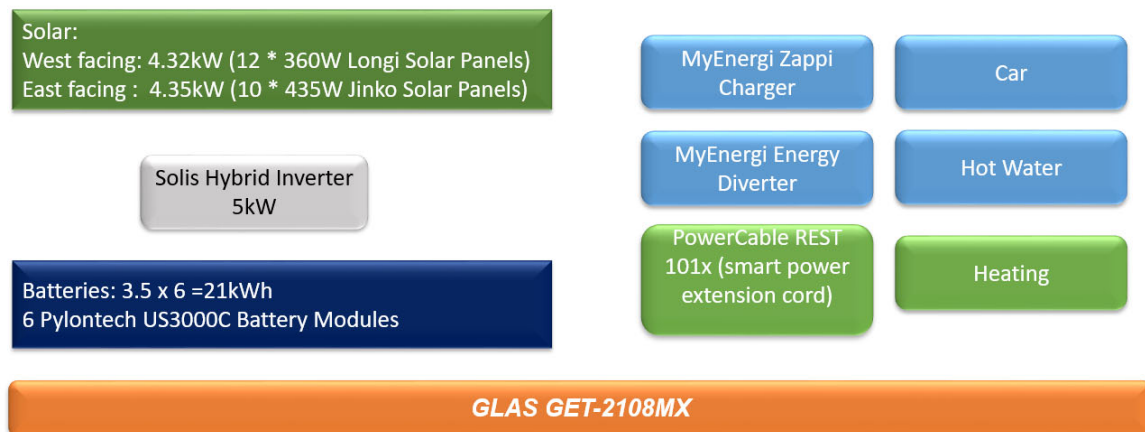 Solar:
West facing: 4.32kW (12 * 360W Longi Solar Panels)
East facing :  4.35kW (10 * 435W Jinko Solar Panels)
Solis Hybrid Inverter
5kW
Batteries: 3.5 x 6 =21kWh
6 Pylontech US3000C Battery Modules
MyEnergi Zappi
Charger
Car
MyEnergi Energy
Diverter
Hot Water
PowerCable REST
101x (smart power
extension cord)
Heating
GLAS GET-2108MX